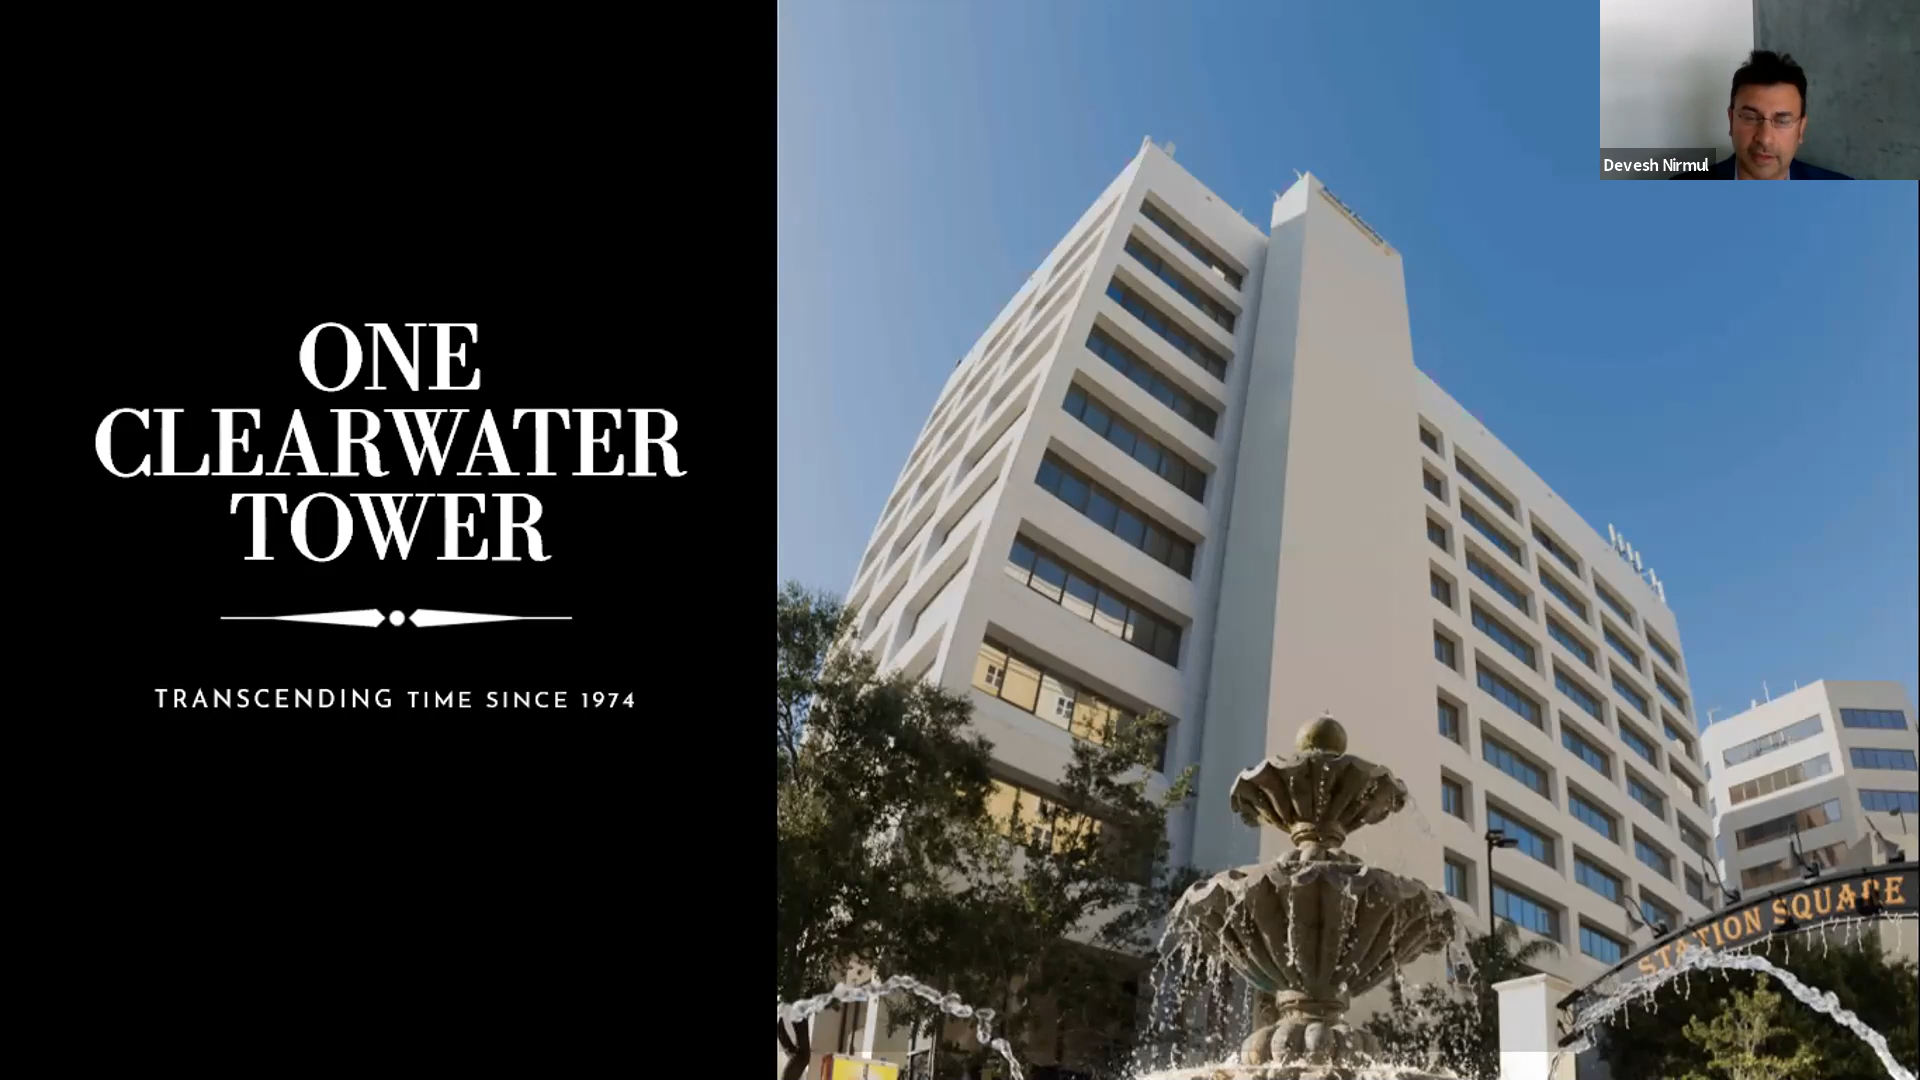 ONE
CLEARWATER
TOWER
TRANSCENDING TIME SINCE 1974
Devesh Nirmul
STATION SQUARE